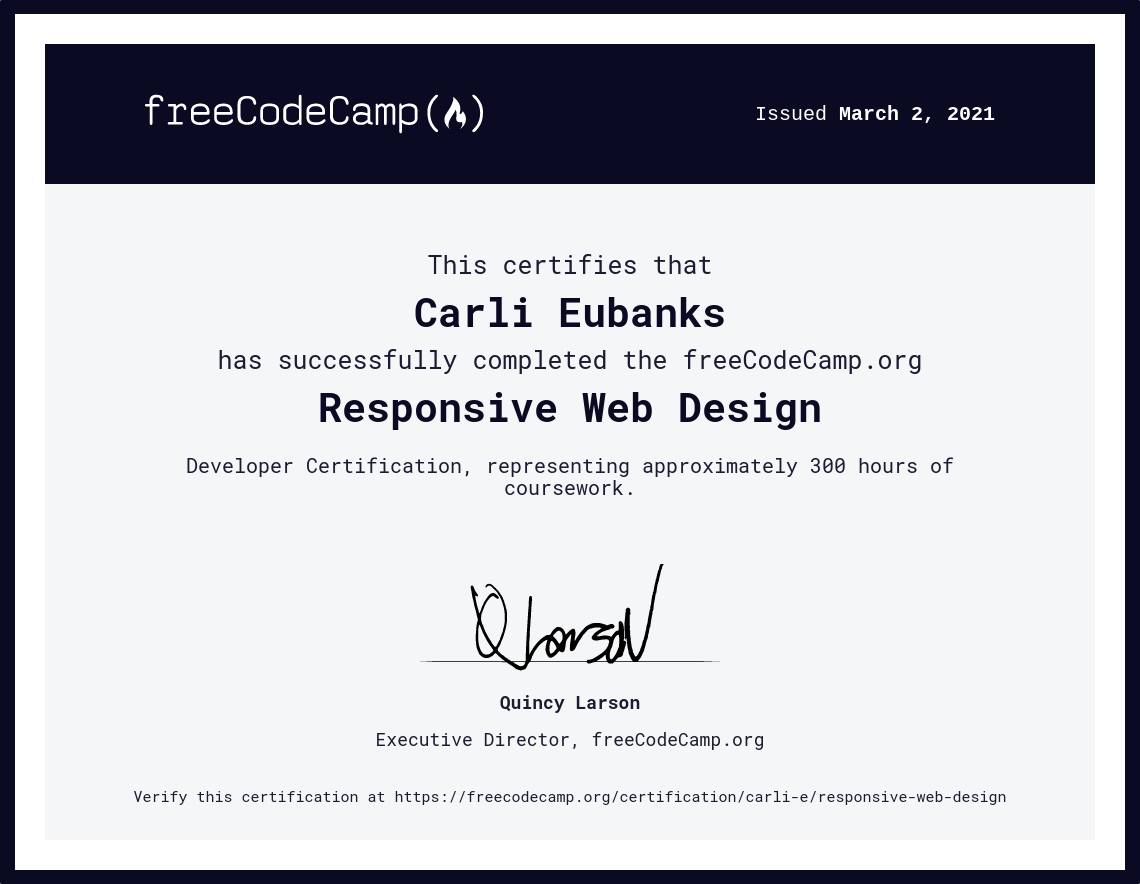 freeCodeCamp(🔥)
Issued March 2, 2021
This certifies that
Carli Eubanks
has successfully completed the freeCodeCamp.org
Responsive Web Design
Developer Certification, representing approximately 300 hours of
coursework.
Q Larson
Quincy Larson
Executive Director, freeCodeCamp.org
Verify this certification at https://freecodecamp.org/certification/carli-e/responsive-web-design